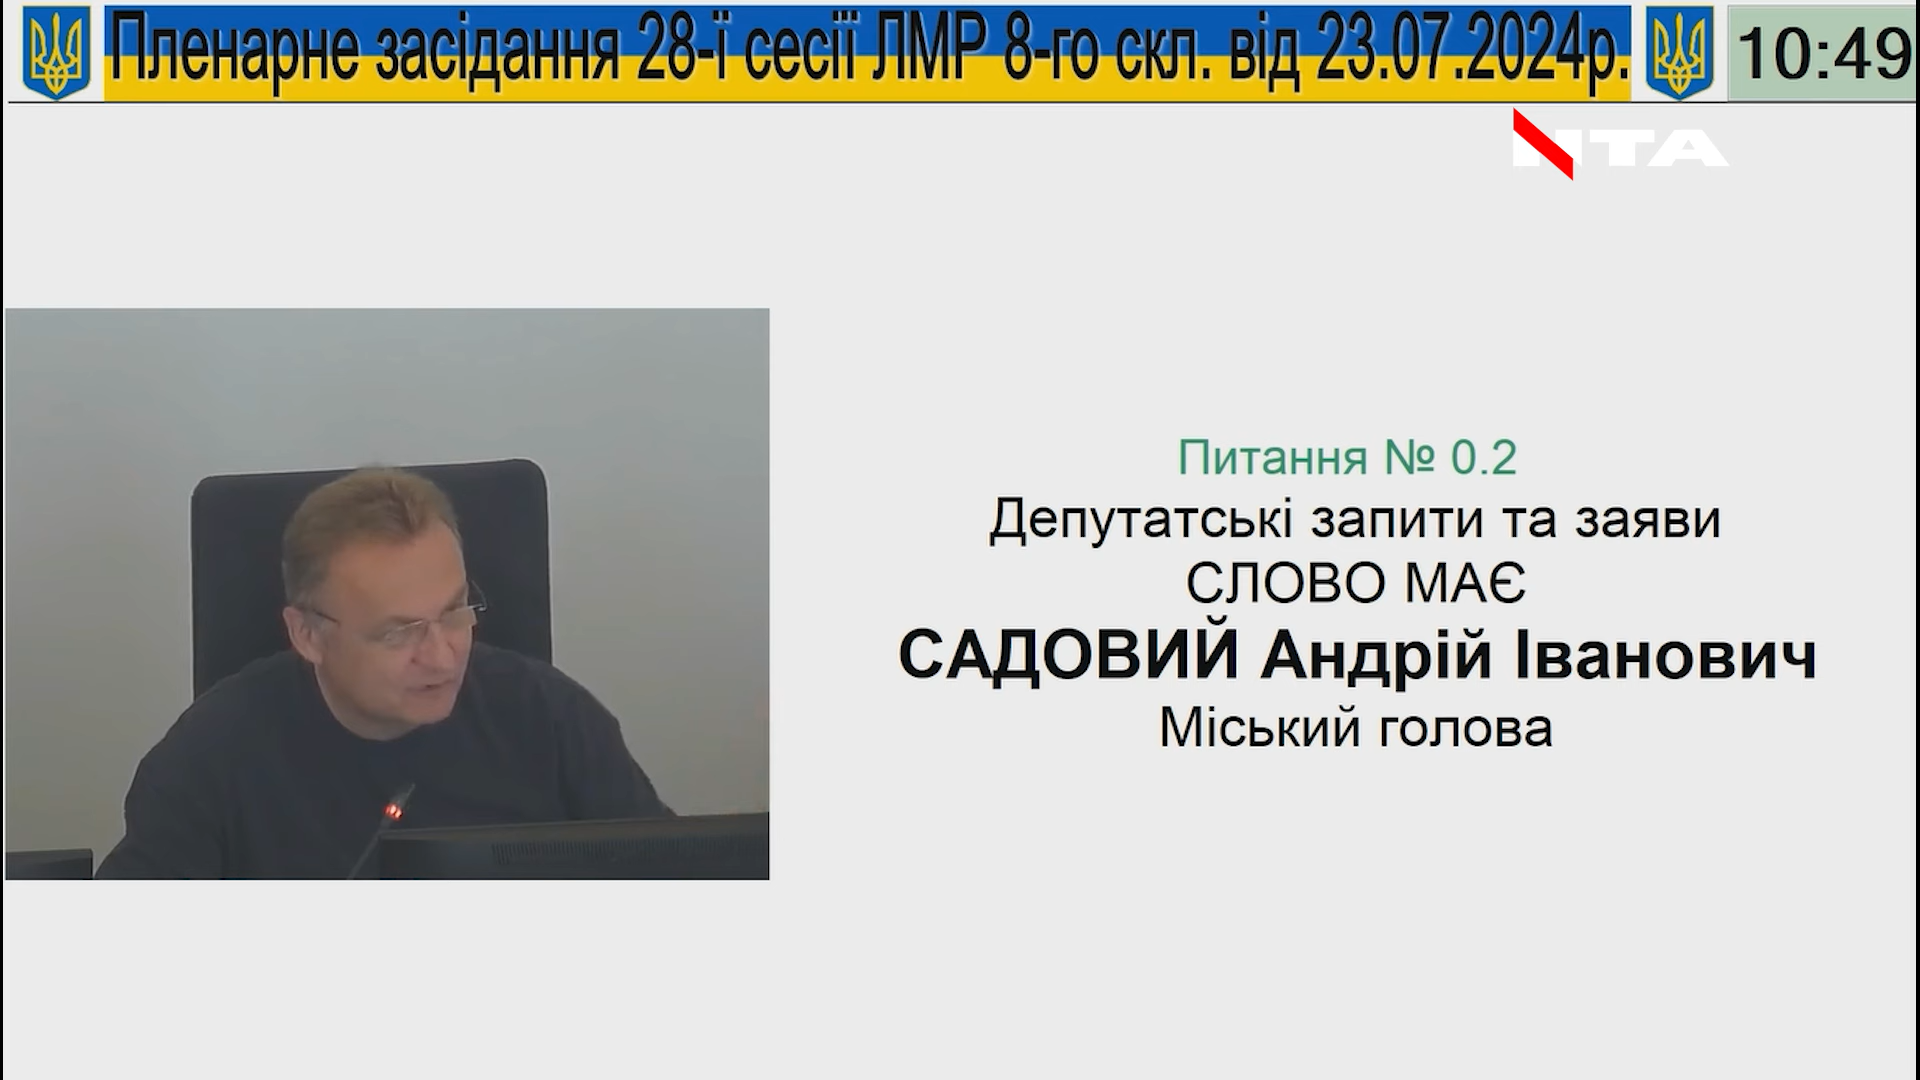 Пленарне засідання 28-ї сесії ЛМР 8-го скл. від 23.07.2024р.
10:49
NTA
Питання № 0.2
Депутатські запити та заяви
СЛОВО МАЄ
САДОВИЙ Андрій Іванович
Міський голова